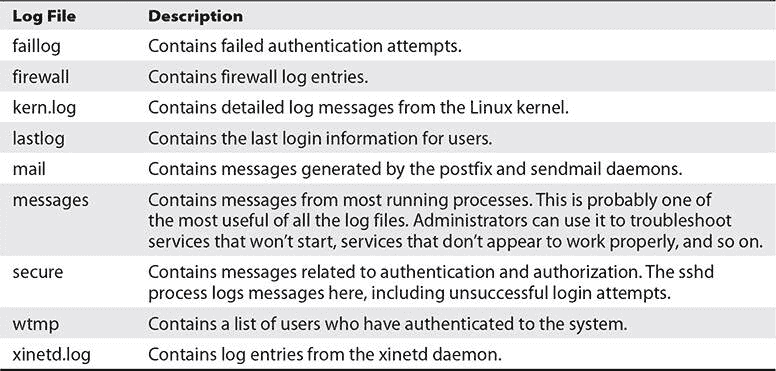 Log File Description
faillog Contains failed authentication attempts.
firewall Contains firewall log entries.
kern.log Contains detailed log messages from the Linux kernel.
lastlog Contains the last login information for users.
mail Contains messages generated by the postfix and sendmail daemons.
messages Contains messages from most running processes. This is probably one of
the most useful of all the log files. Administrators can use it to troubleshoot
services that won’t start, services that don’t appear to work properly, and so on.
secure Contains messages related to authentication and authorization. The sshd
process logs messages here, including unsuccessful login attempts.
wtmp Contains a list of users who have authenticated to the system.
xinetd.log Contains log entries from the xinetd daemon.